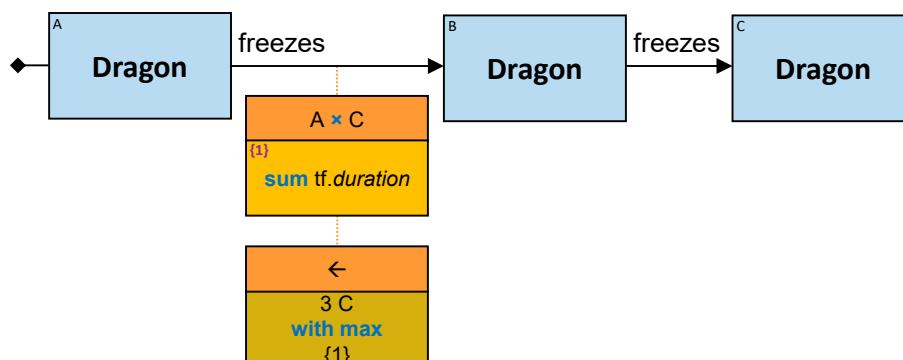 A
Dragon
freezes
B
Dragon
freezes
C
Dragon
A × C
{1}
sum tf.duration
←
3 C
with max
{1}